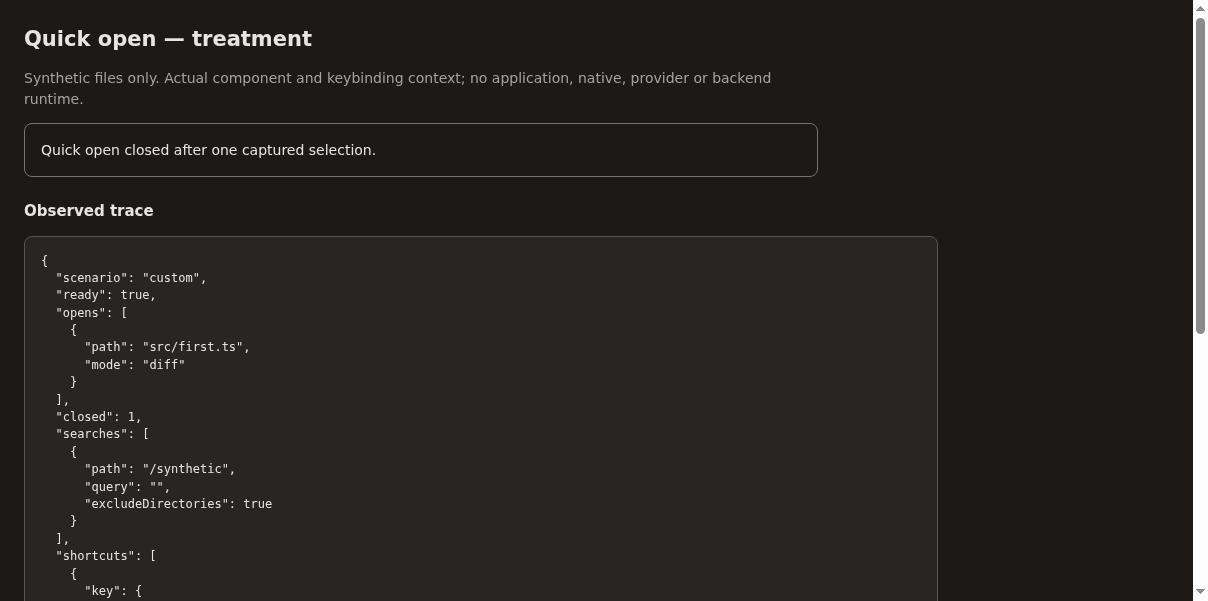 Quick open — treatment
Synthetic files only. Actual component and keybinding context; no application, native, provider or backend
runtime.
Quick open closed after one captured selection.
Observed trace
{
  "scenario": "custom",
  "ready": true,
  "opens": [
    {
      "path": "src/first.ts",
      "mode": "diff"
    }
  ],
  "closed": 1,
  "searches": [
    {
      "path": "/synthetic",
      "query": "",
      "excludeDirectories": true
    }
  ],
  "shortcuts": [
    {
      "key": {